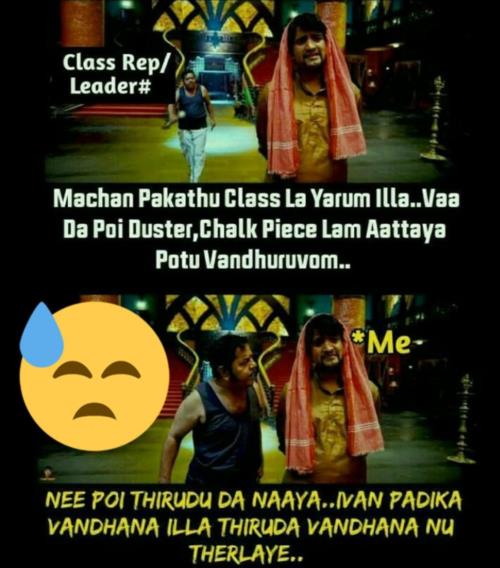 Class Rep/
Leader#
Machan Pakathu Class La Yarum Illa..Vaa
Da Poi Duster,Chalk Piece Lam Aattaya
Potu Vandhuruvom..
*Me
NEE POI THIRUDU DA NAAYA..IVAN PADIKA
VANDHANA ILLA THIRUDA VANDHANA NU
THERLAYE..